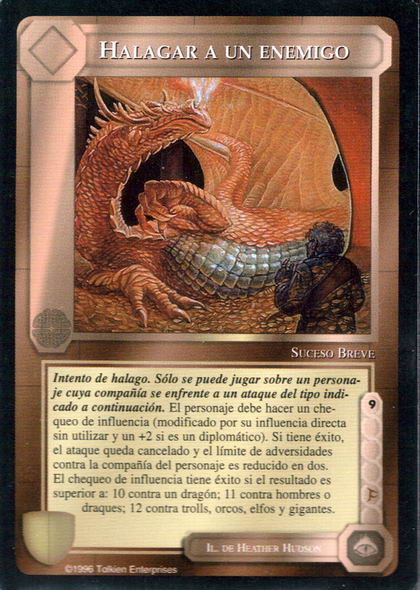 HALAGAR A UN ENEMIGO
SUCESO BREVE
Intento de halago. Sólo se puede jugar sobre un persona-
je cuya compañía se enfrente a un ataque del tipo indi-
cado a continuación. El personaje debe hacer un che-
queo de influencia (modificado por su influencia directa
sin utilizar y un +2 si es un diplomático). Si tiene éxito,
el ataque queda cancelado y el límite de adversidades
contra la compañía del personaje es reducido en dos.
El chequeo de influencia tiene éxito si el resultado es
superior a: 10 contra un dragón; 11 contra hombres o
draques; 12 contra trolls, orcos, elfos y gigantes.
9
IL. DE HEATHER HUDSON
©1996 Tolkien Enterprises